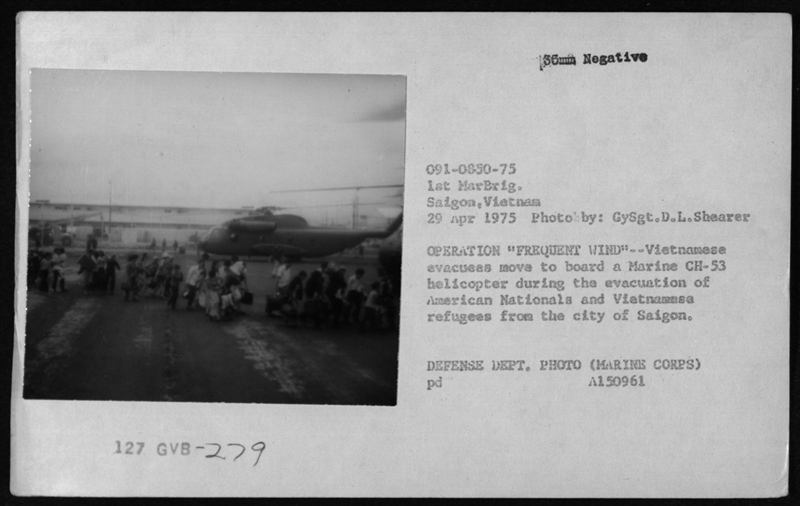 35mm Negative
091-0850-75
1st MarBrig.
Saigon,Vietnam
29 Apr 1975 Photo by: GySgt.D.L.Shearer
OPERATION "FREQUENT WIND"--Vietnamese
evacuees move to board a Marine CH-53
helicopter during the evacuation of
American Nationals and Vietnamese
refugees from the city of Saigon.
DEFENSE DEPT. PHOTO (MARINE CORPS)
pd A150961
127 GVB-279